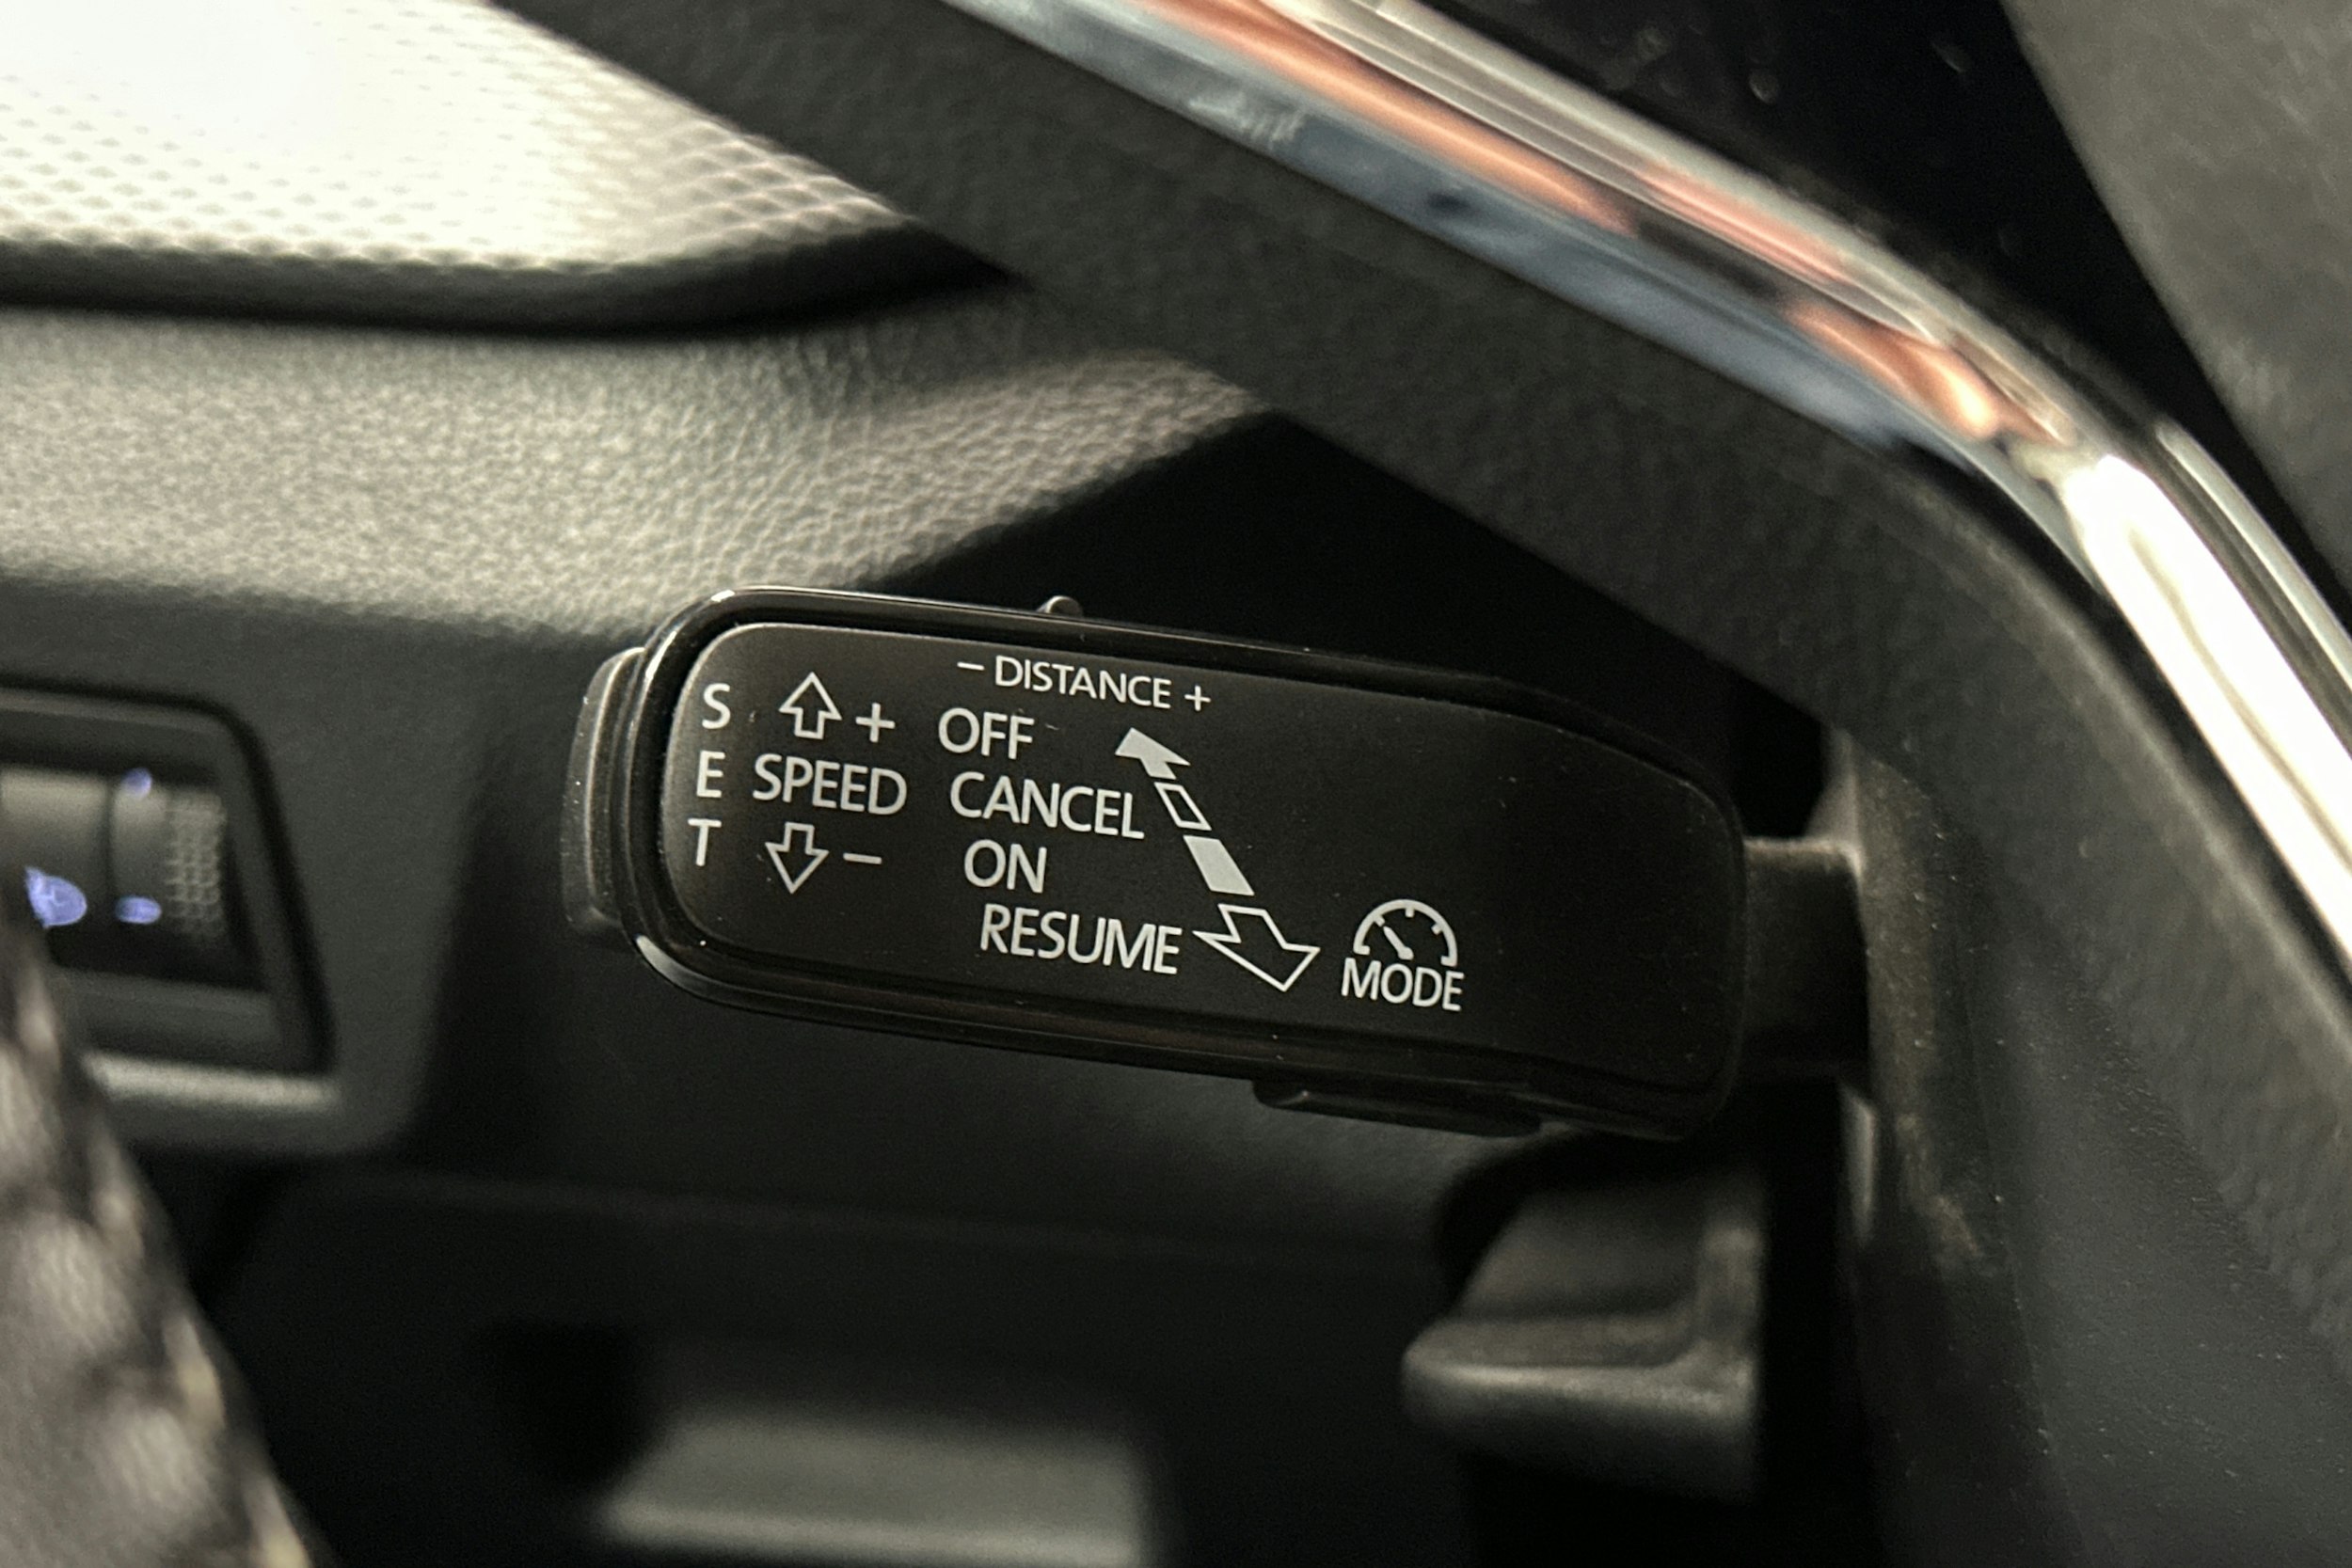 − DISTANCE +
S + OFF
E SPEED CANCEL
T − ON
RESUME
MODE